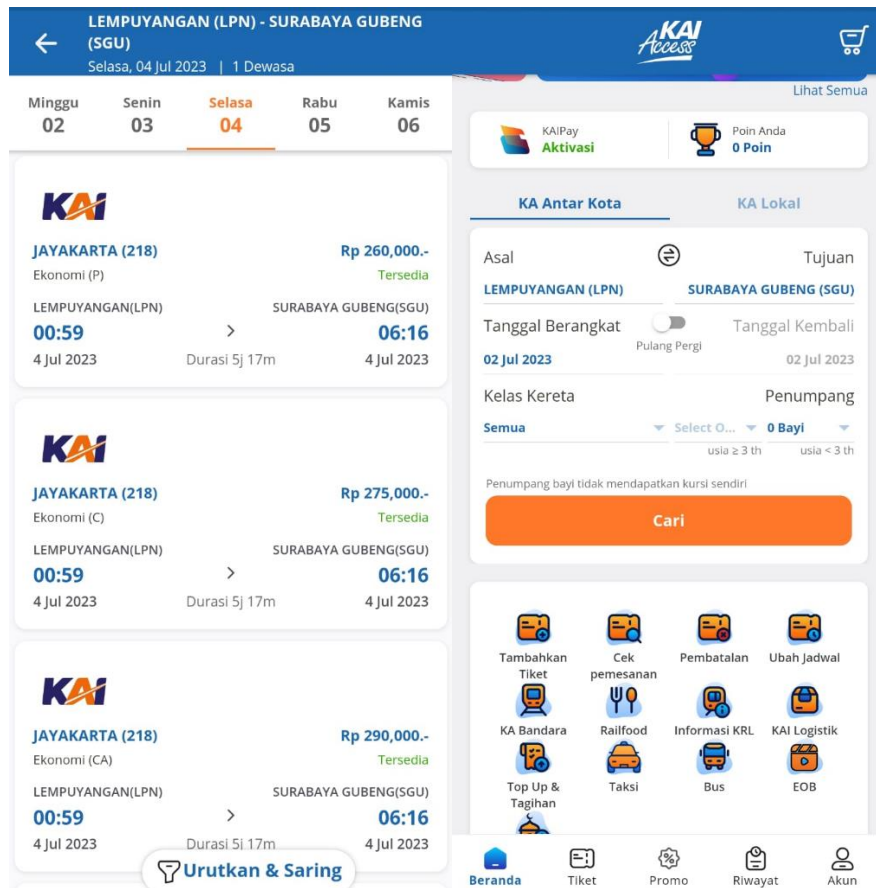 LEMPUYANGAN (LPN) - SURABAYA GUBENG
(SGU)
Selasa, 04 Jul 2023 | 1 Dewasa
Minggu Senin Selasa Rabu Kamis
02 03 04 05 06
KAI
JAYAKARTA (218) Rp 260,000.-
Ekonomi (P) Tersedia
LEMPUYANGAN(LPN) SURABAYA GUBENG(SGU)
00:59 > 06:16
4 Jul 2023 Durasi 5j 17m 4 Jul 2023
KAI
JAYAKARTA (218) Rp 275,000.-
Ekonomi (C) Tersedia
LEMPUYANGAN(LPN) SURABAYA GUBENG(SGU)
00:59 > 06:16
4 Jul 2023 Durasi 5j 17m 4 Jul 2023
KAI
JAYAKARTA (218) Rp 290,000.-
Ekonomi (CA) Tersedia
LEMPUYANGAN(LPN) SURABAYA GUBENG(SGU)
00:59 > 06:16
4 Jul 2023 Durasi 5j 17m 4 Jul 2023
Urutkan & Saring
KAI
Access
Lihat Semua
KAIPay Poin Anda
Aktivasi 0 Poin
KA Antar Kota KA Lokal
Asal Tujuan
LEMPUYANGAN (LPN) SURABAYA GUBENG (SGU)
Tanggal Berangkat Tanggal Kembali
Pulang Pergi
02 Jul 2023 02 Jul 2023
Kelas Kereta Penumpang
Semua Select O... 0 Bayi
usia ≥ 3 th usia < 3 th
Penumpang bayi tidak mendapatkan kursi sendiri
Cari
Tambahkan Cek Pembatalan Ubah Jadwal
Tiket pemesanan
KA Bandara Railfood Informasi KRL KAI Logistik
Top Up & Taksi Bus EOB
Tagihan
Beranda Tiket Promo Riwayat Akun